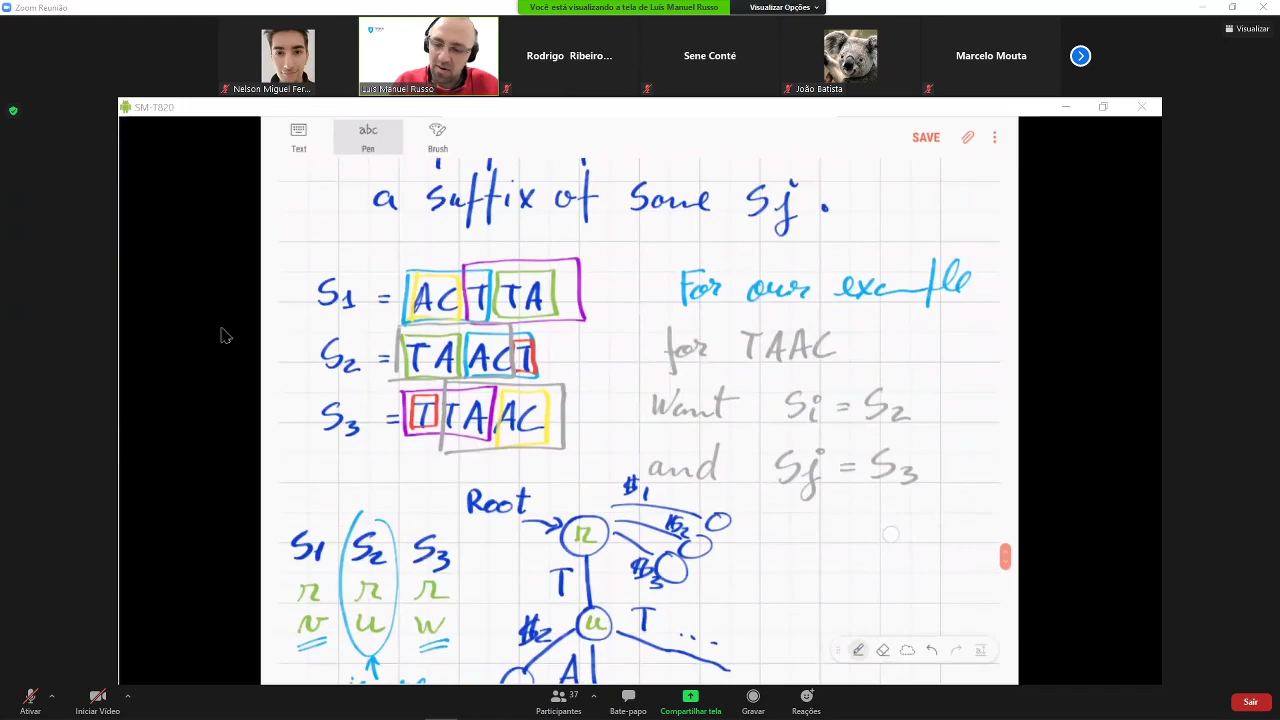 Zoom Reunião
Você está visualizando a tela de Luís Manuel Russo
Visualizar Opções
Visualizar
Nelson Miguel Fer...
Luís Manuel Russo
Rodrigo Ribeiro...
Sene Conté
João Batista
Marcelo Mouta
SM-T820
Text
abc
Pen
Brush
SAVE
a suffix of some Sj.
S1 = ACTTA
For our example
S2 = TAACT
for TAAC
S3 = TTAAC
Want Si = S2
and Sj = S3
Root
$1
$2
$3
r
S1 S2 S3
r r r
v u w
T
u
$2
T ...
A
Ativar
Iniciar Vídeo
37
Participantes
Bate-papo
Compartilhar tela
Gravar
Reações
Sair